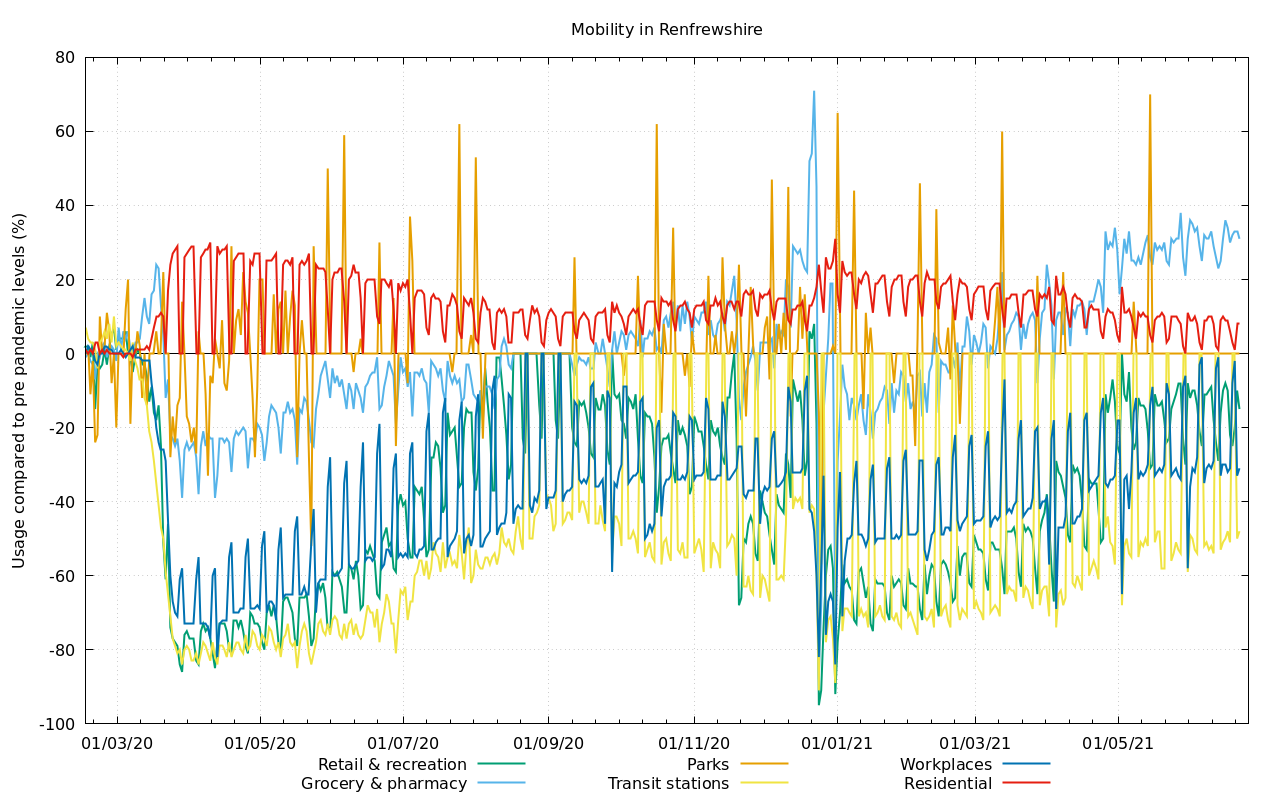 Mobility in Renfrewshire
Usage compared to pre pandemic levels (%)
80
60
40
20
0
-20
-40
-60
-80
-100
01/03/20 01/05/20 01/07/20 01/09/20 01/11/20 01/01/21 01/03/21 01/05/21
Retail & recreation Parks Workplaces
Grocery & pharmacy Transit stations Residential